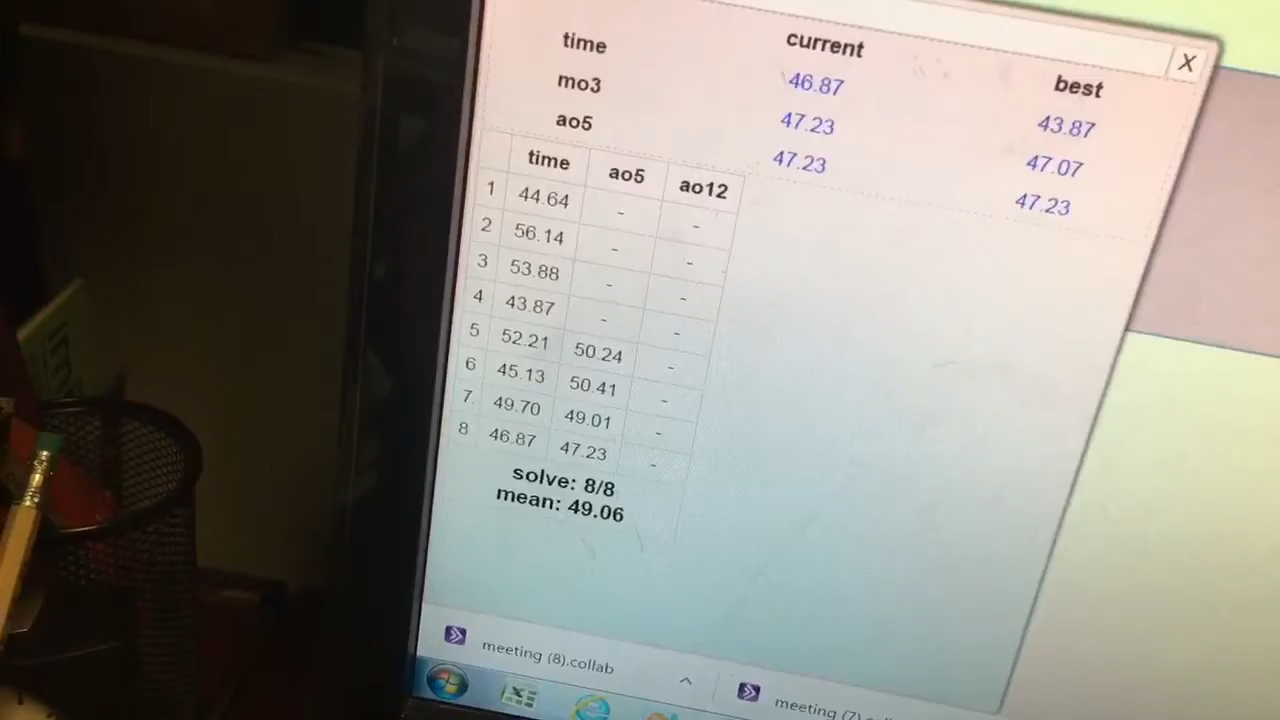 time current best
mo3 46.87 43.87
ao5 47.23 47.07
47.23 47.23
time ao5 ao12
1 44.64 - -
2 56.14 - -
3 53.88 - -
4 43.87 - -
5 52.21 50.24 -
6 45.13 50.41 -
7 49.70 49.01 -
8 46.87 47.23 -
solve: 8/8
mean: 49.06
X
meeting (8).collab
meeting (7)